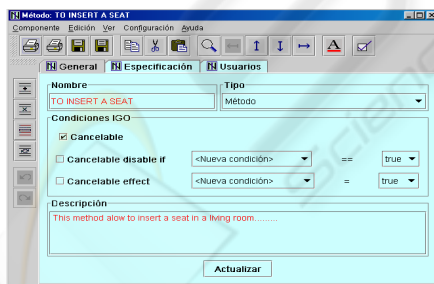 Método: TO INSERT A SEAT
Componente Edición Ver Configuración Ayuda
General Especificación Usuarios
Nombre Tipo
TO INSERT A SEAT Método
Condiciones IGO
Cancelable
Cancelable disable if <Nueva condición> == true
Cancelable effect <Nueva condición> = true
Descripción
This method alow to insert a seat in a living room.........
Actualizar